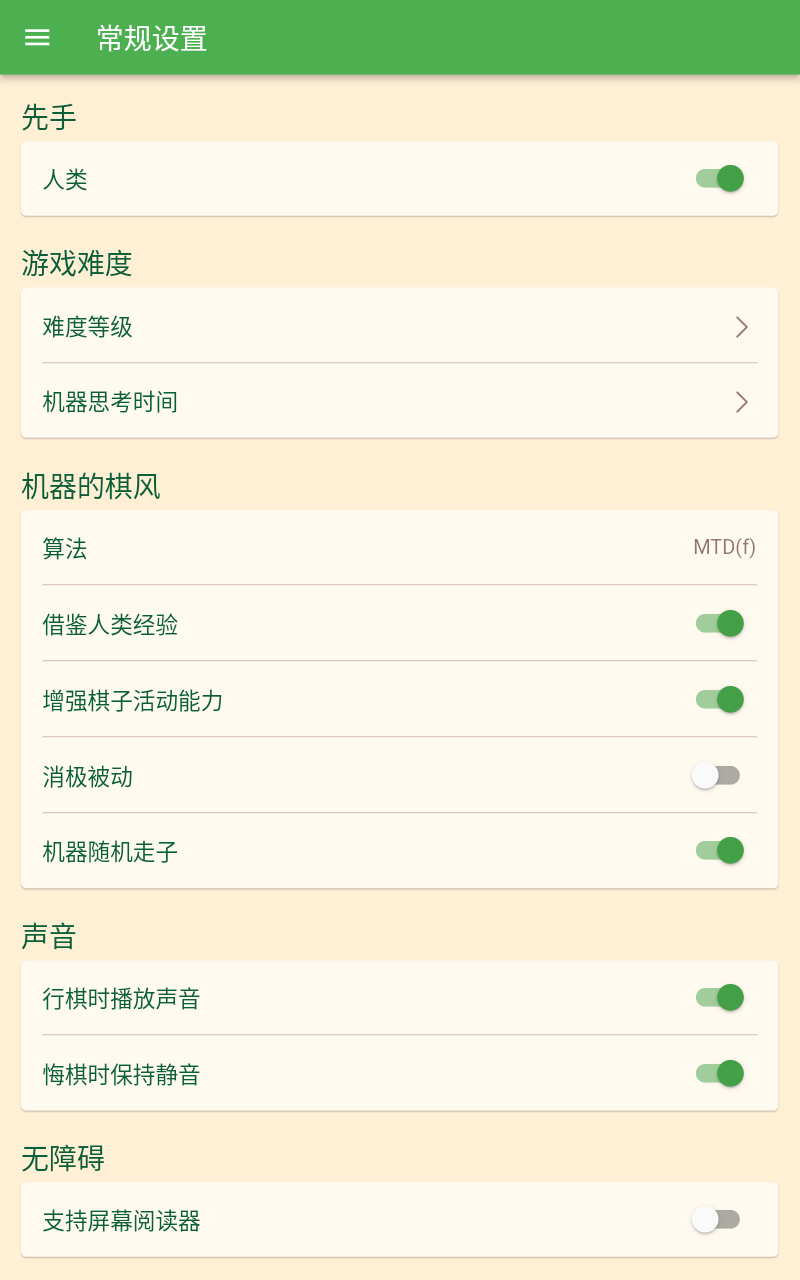 常规设置
先手
人类
游戏难度
难度等级
机器思考时间
机器的棋风
算法 MTD(f)
借鉴人类经验
增强棋子活动能力
消极被动
机器随机走子
声音
行棋时播放声音
悔棋时保持静音
无障碍
支持屏幕阅读器